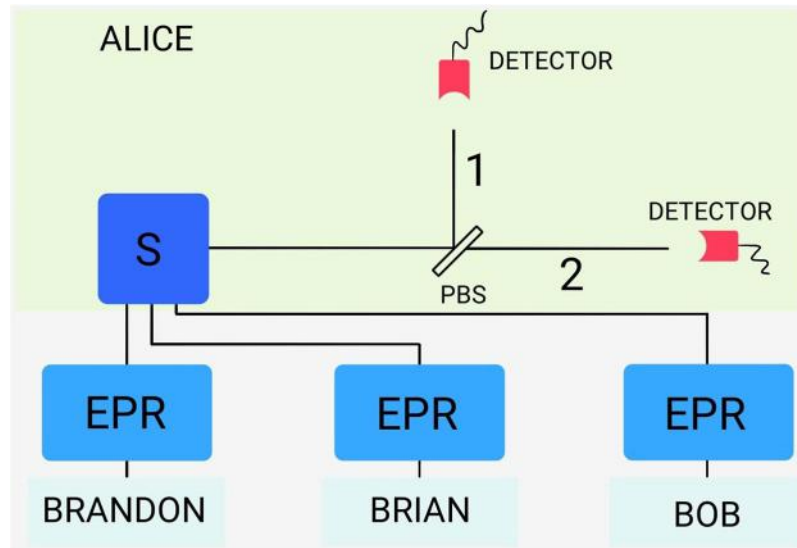 ALICE
DETECTOR
1
DETECTOR
S
2
PBS
EPR
EPR
EPR
BRANDON
BRIAN
BOB